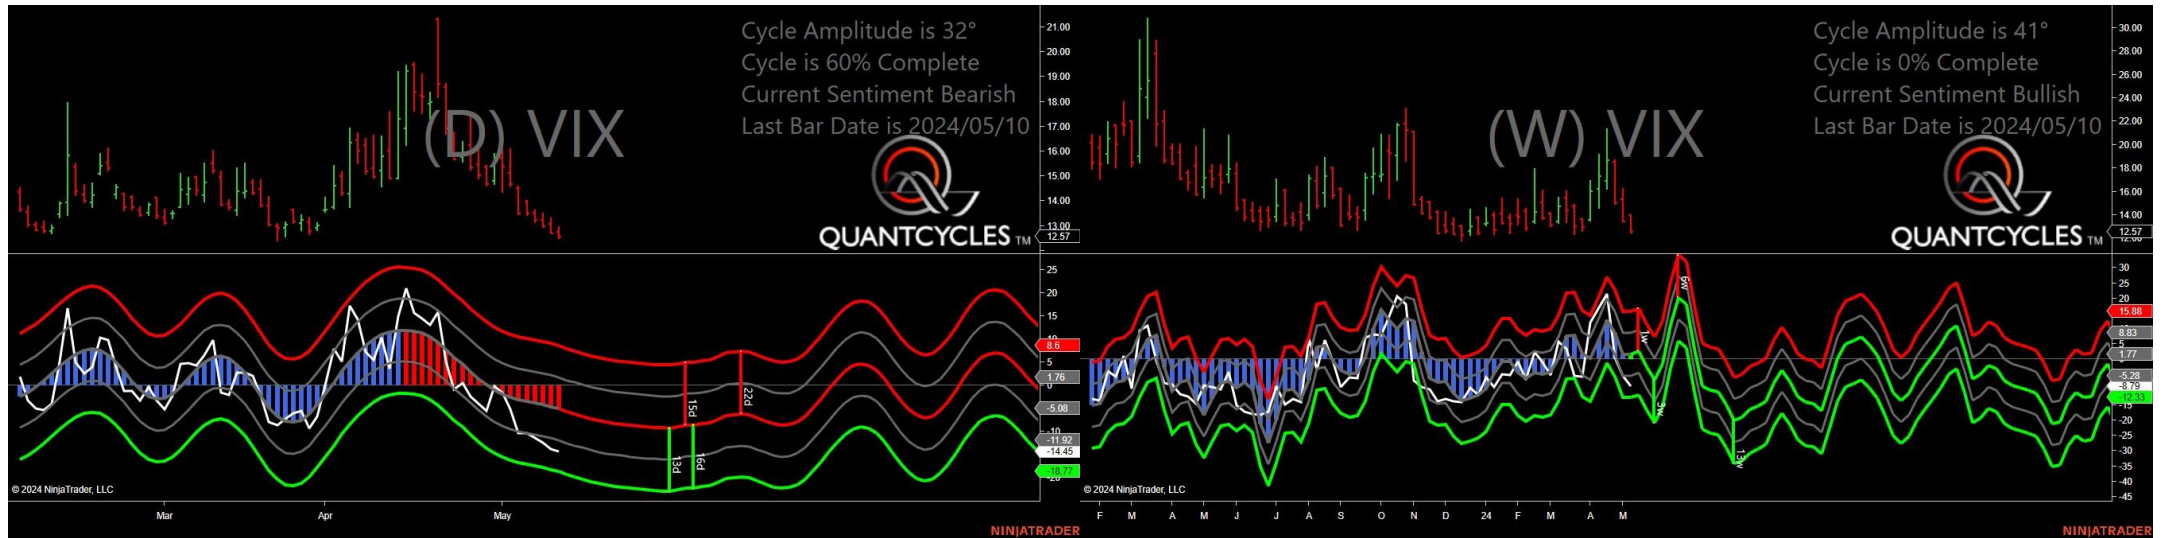 Cycle Amplitude is 32°
Cycle is 60% Complete
Current Sentiment Bearish
Last Bar Date is 2024/05/10
(D) VIX
QUANTCYCLES TM
21.00
20.00
19.00
18.00
17.00
16.00
15.00
14.00
13.00
12.57
25
20
15
8.6
5
1.76
0
-5.08
-10
-11.92
-14.45
-18.77
-20
15d
22d
13d
16d
© 2024 NinjaTrader, LLC
Mar
Apr
May
NINJATRADER
Cycle Amplitude is 41°
Cycle is 0% Complete
Current Sentiment Bullish
Last Bar Date is 2024/05/10
(W) VIX
QUANTCYCLES TM
30.00
28.00
26.00
24.00
22.00
20.00
18.00
16.00
14.00
12.57
12.00
30
25
20
15.88
8.83
5
1.77
-5.28
-8.79
-12.33
-15
-20
-25
-30
-35
-40
-45
1w
6w
3w
13w
© 2024 NinjaTrader, LLC
F M A M J J A S O N D 24 F M A M
NINJATRADER